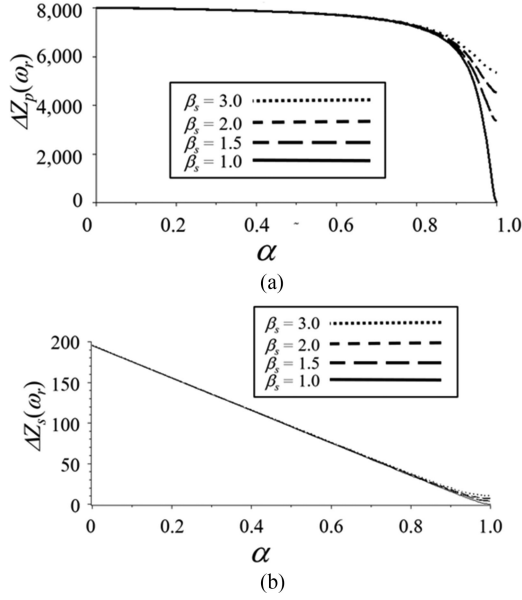 8,000
6,000
4,000
2,000
0
ΔZp(ωr)
βs = 3.0
βs = 2.0
βs = 1.5
βs = 1.0
0 0.2 0.4 0.6 0.8 1.0
α
(a)
200
150
100
50
0
ΔZs(ωr)
βs = 3.0
βs = 2.0
βs = 1.5
βs = 1.0
0 0.2 0.4 0.6 0.8 1.0
α
(b)